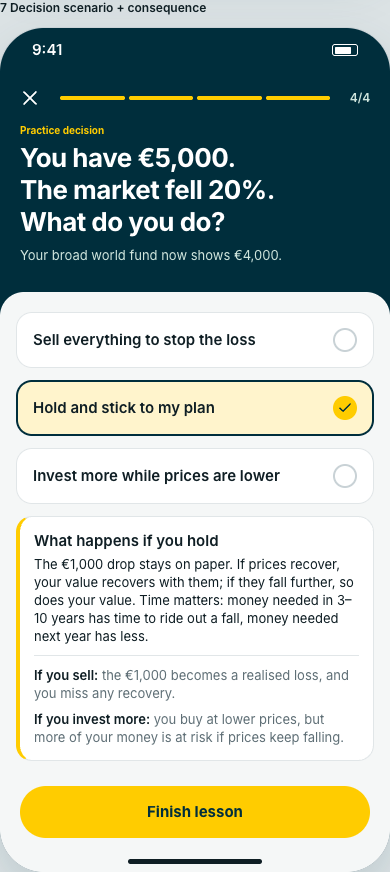 7 Decision scenario + consequence
9:41
4/4
Practice decision
You have €5,000.
The market fell 20%.
What do you do?
Your broad world fund now shows €4,000.
Sell everything to stop the loss
Hold and stick to my plan
Invest more while prices are lower
What happens if you hold
The €1,000 drop stays on paper. If prices recover,
your value recovers with them; if they fall further, so
does your value. Time matters: money needed in 3–
10 years has time to ride out a fall, money needed
next year has less.
If you sell: the €1,000 becomes a realised loss, and
you miss any recovery.
If you invest more: you buy at lower prices, but
more of your money is at risk if prices keep falling.
Finish lesson